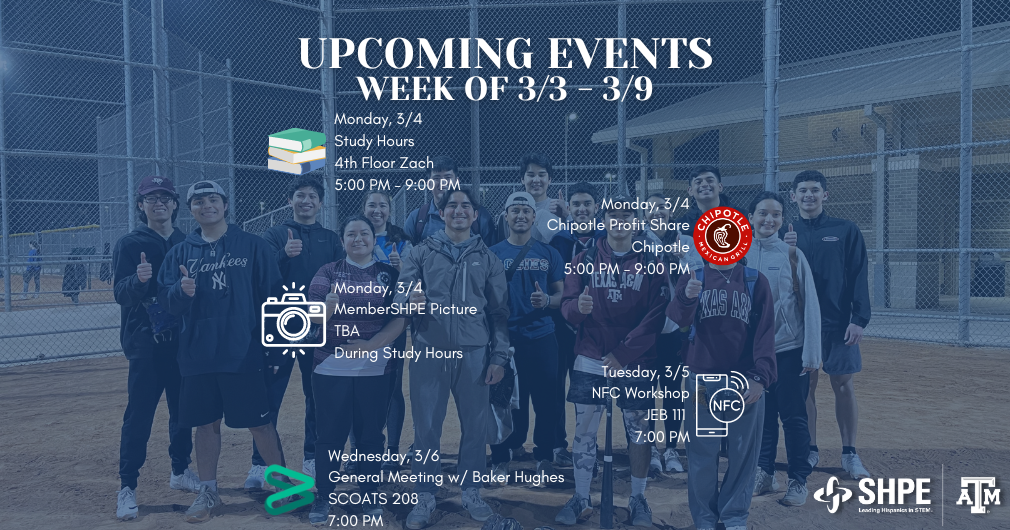 UPCOMING EVENTS
WEEK OF 3/3 - 3/9
Monday, 3/4
Study Hours
4th Floor Zach
5:00 PM - 9:00 PM
Monday, 3/4
Chipotle Profit Share
Chipotle
5:00 PM - 9:00 PM
CHIPOTLE
MEXICAN GRILL
Monday, 3/4
MemberSHPE Picture
TBA
During Study Hours
Tuesday, 3/5
NFC Workshop
JEB 111
7:00 PM
NFC
Wednesday, 3/6
General Meeting w/ Baker Hughes
SCOATS 208
7:00 PM
Yankees
NY
TEXAS A&M
ATM
SHPE
Leading Hispanics in STEM
ATM